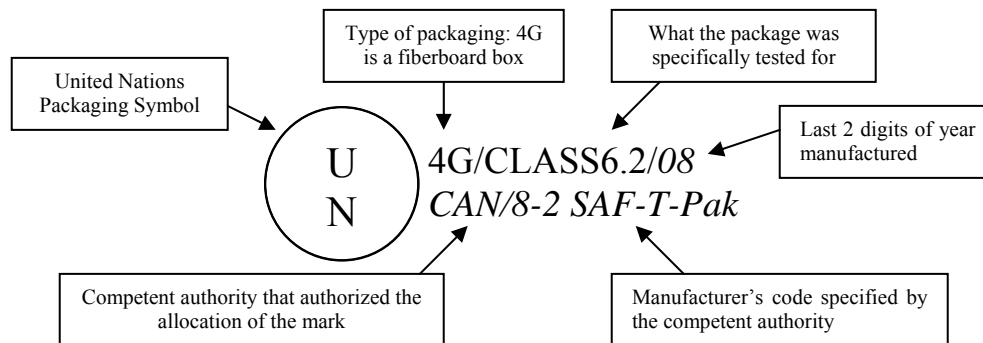 Type of packaging: 4G
is a fiberboard box
What the package was
specifically tested for
United Nations
Packaging Symbol
Last 2 digits of year
manufactured
U
N
4G/CLASS6.2/08
CAN/8-2 SAF-T-Pak
Competent authority that authorized the
allocation of the mark
Manufacturer's code specified by
the competent authority